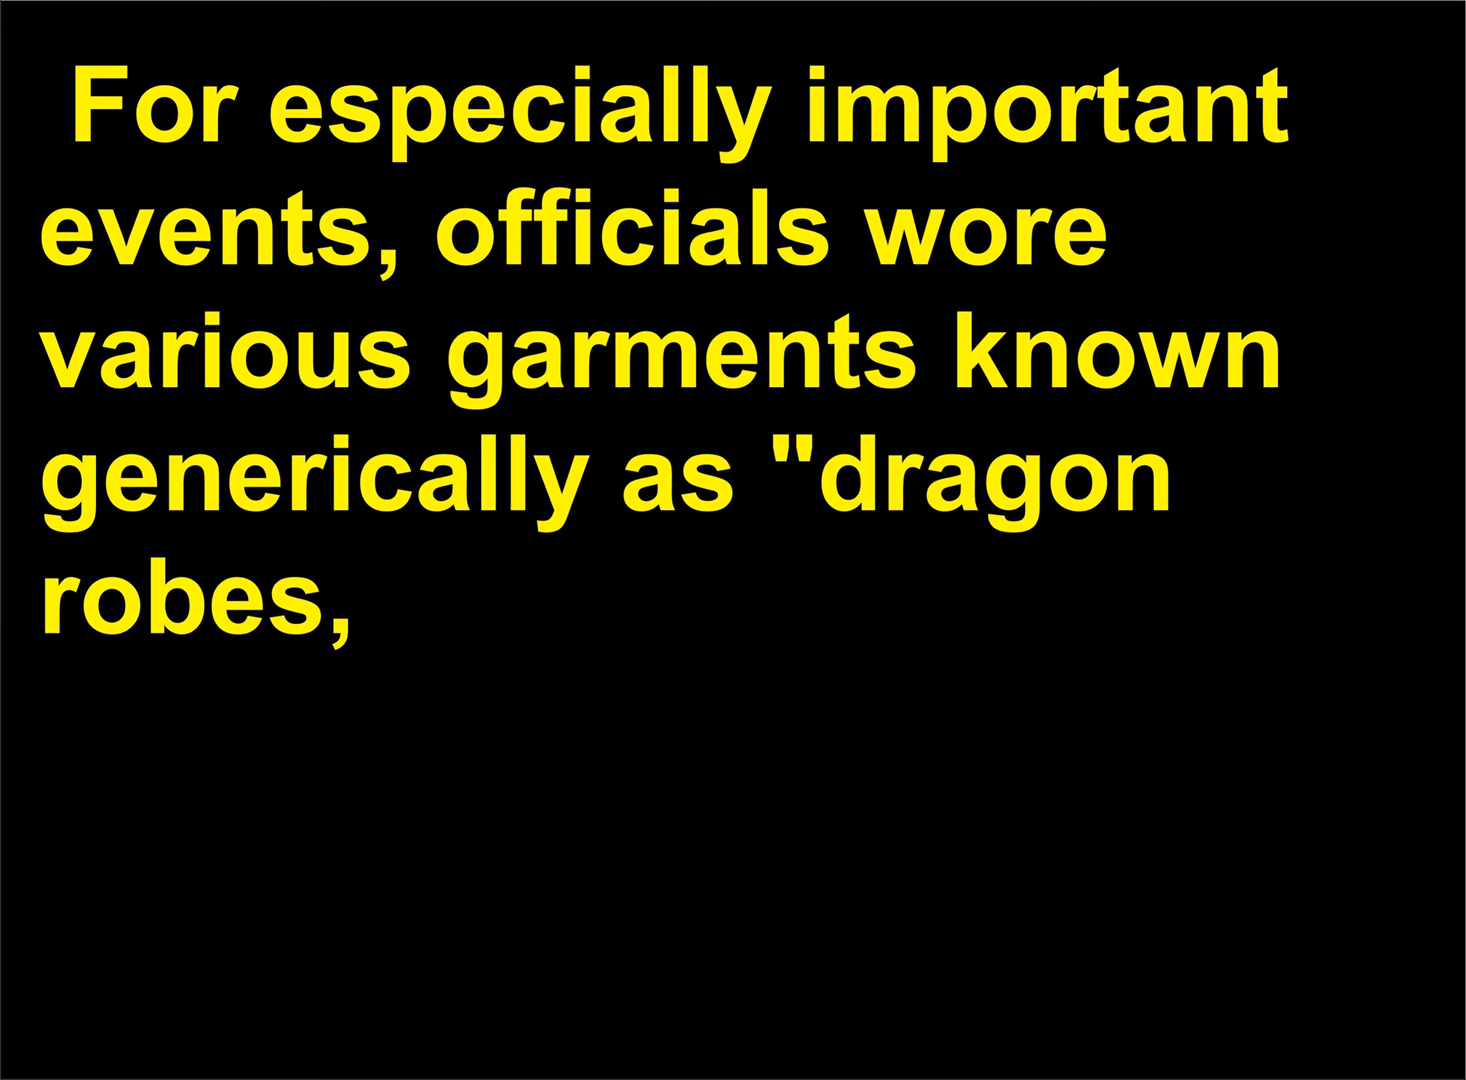 For especially important
events, officials wore
various garments known
generically as "dragon
robes,